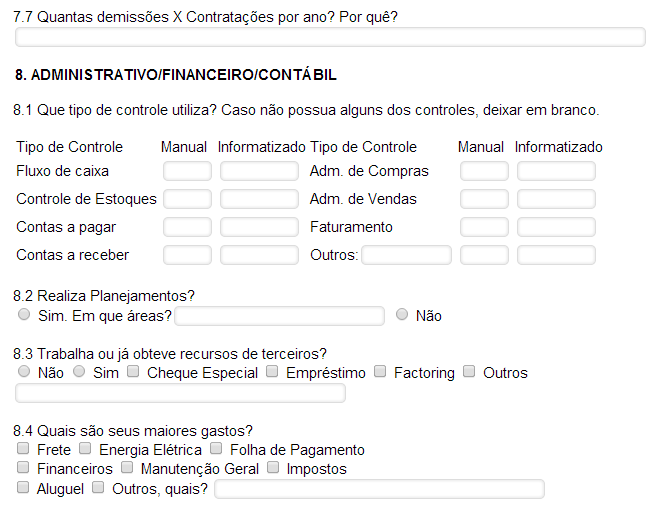 7.7 Quantas demissões X Contratações por ano? Por quê?
8. ADMINISTRATIVO/FINANCEIRO/CONTÁBIL
8.1 Que tipo de controle utiliza? Caso não possua alguns dos controles, deixar em branco.
Tipo de Controle Manual Informatizado Tipo de Controle Manual Informatizado
Fluxo de caixa Adm. de Compras
Controle de Estoques Adm. de Vendas
Contas a pagar Faturamento
Contas a receber Outros:
8.2 Realiza Planejamentos?
Sim. Em que áreas? Não
8.3 Trabalha ou já obteve recursos de terceiros?
Não Sim Cheque Especial Empréstimo Factoring Outros
8.4 Quais são seus maiores gastos?
Frete Energia Elétrica Folha de Pagamento
Financeiros Manutenção Geral Impostos
Aluguel Outros, quais?